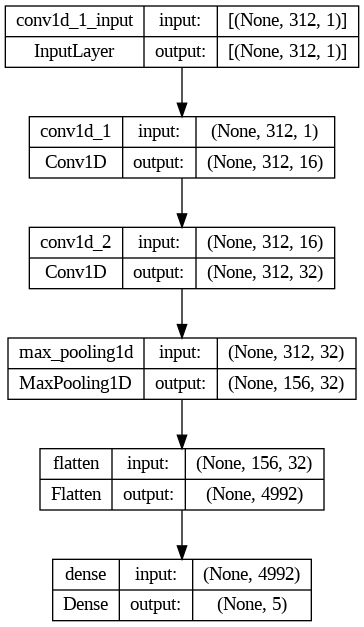 conv1d_1_input input: [(None, 312, 1)]
InputLayer output: [(None, 312, 1)]
conv1d_1 input: (None, 312, 1)
Conv1D output: (None, 312, 16)
conv1d_2 input: (None, 312, 16)
Conv1D output: (None, 312, 32)
max_pooling1d input: (None, 312, 32)
MaxPooling1D output: (None, 156, 32)
flatten input: (None, 156, 32)
Flatten output: (None, 4992)
dense input: (None, 4992)
Dense output: (None, 5)